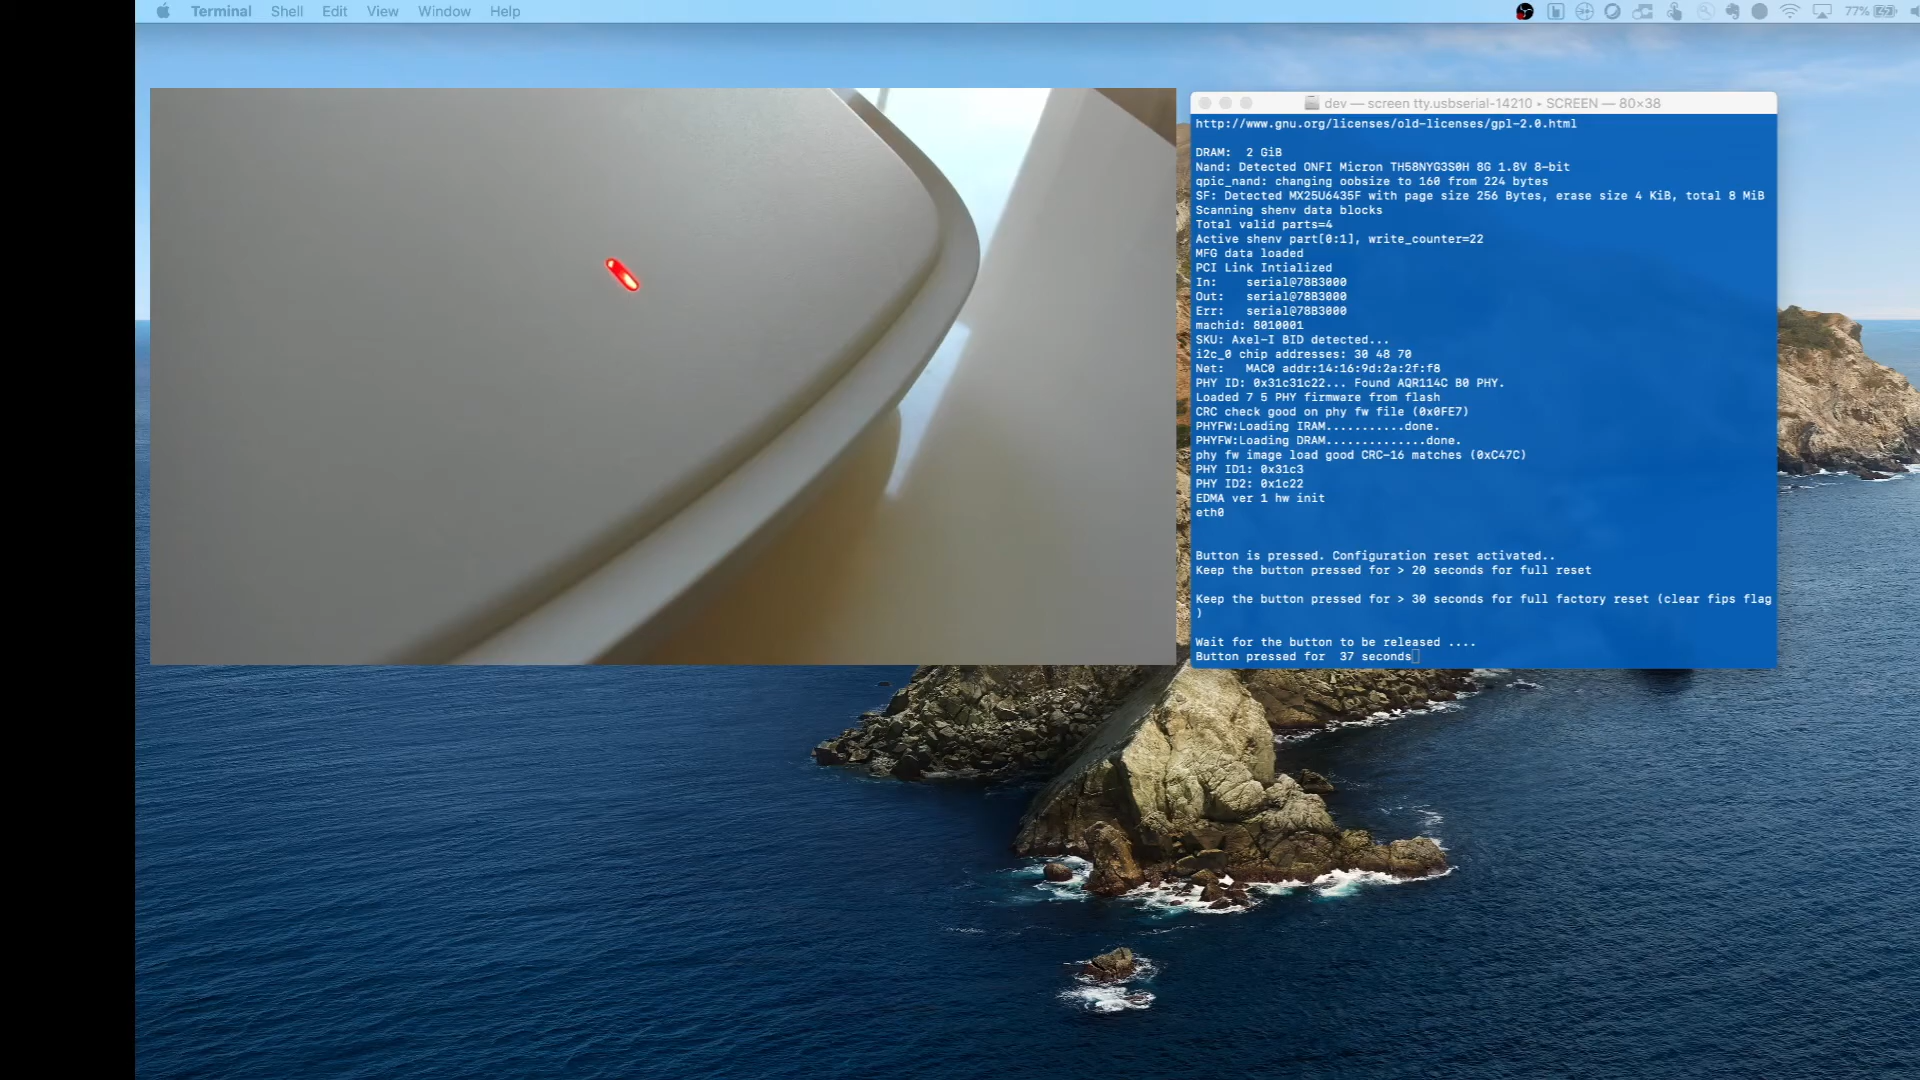 Terminal Shell Edit View Window Help 77%
dev — screen tty.usbserial-14210 • SCREEN — 80×38
http://www.gnu.org/licenses/old-licenses/gpl-2.0.html
DRAM:  2 GiB
Nand: Detected ONFI Micron TH58NYG3S0H 8G 1.8V 8-bit
qpic_nand: changing oobsize to 160 from 224 bytes
SF: Detected MX25U6435F with page size 256 Bytes, erase size 4 KiB, total 8 MiB
Scanning shenv data blocks
Total valid parts=4
Active shenv part[0:1], write_counter=22
MFG data loaded
PCI Link Intialized
In:    serial@78B3000
Out:   serial@78B3000
Err:   serial@78B3000
machid: 8010001
SKU: Axel-I BID detected...
i2c_0 chip addresses: 30 48 70
Net:   MAC0 addr:14:16:9d:2a:2f:f8
PHY ID: 0x31c31c22... Found AQR114C B0 PHY.
Loaded 7 5 PHY firmware from flash
CRC check good on phy fw file (0x0FE7)
PHYFW:Loading IRAM...........done.
PHYFW:Loading DRAM..............done.
phy fw image load good CRC-16 matches (0xC47C)
PHY ID1: 0x31c3
PHY ID2: 0x1c22
EDMA ver 1 hw init
eth0
Button is pressed. Configuration reset activated..
Keep the button pressed for > 20 seconds for full reset
Keep the button pressed for > 30 seconds for full factory reset (clear fips flag
)
Wait for the button to be released ....
Button pressed for  37 seconds